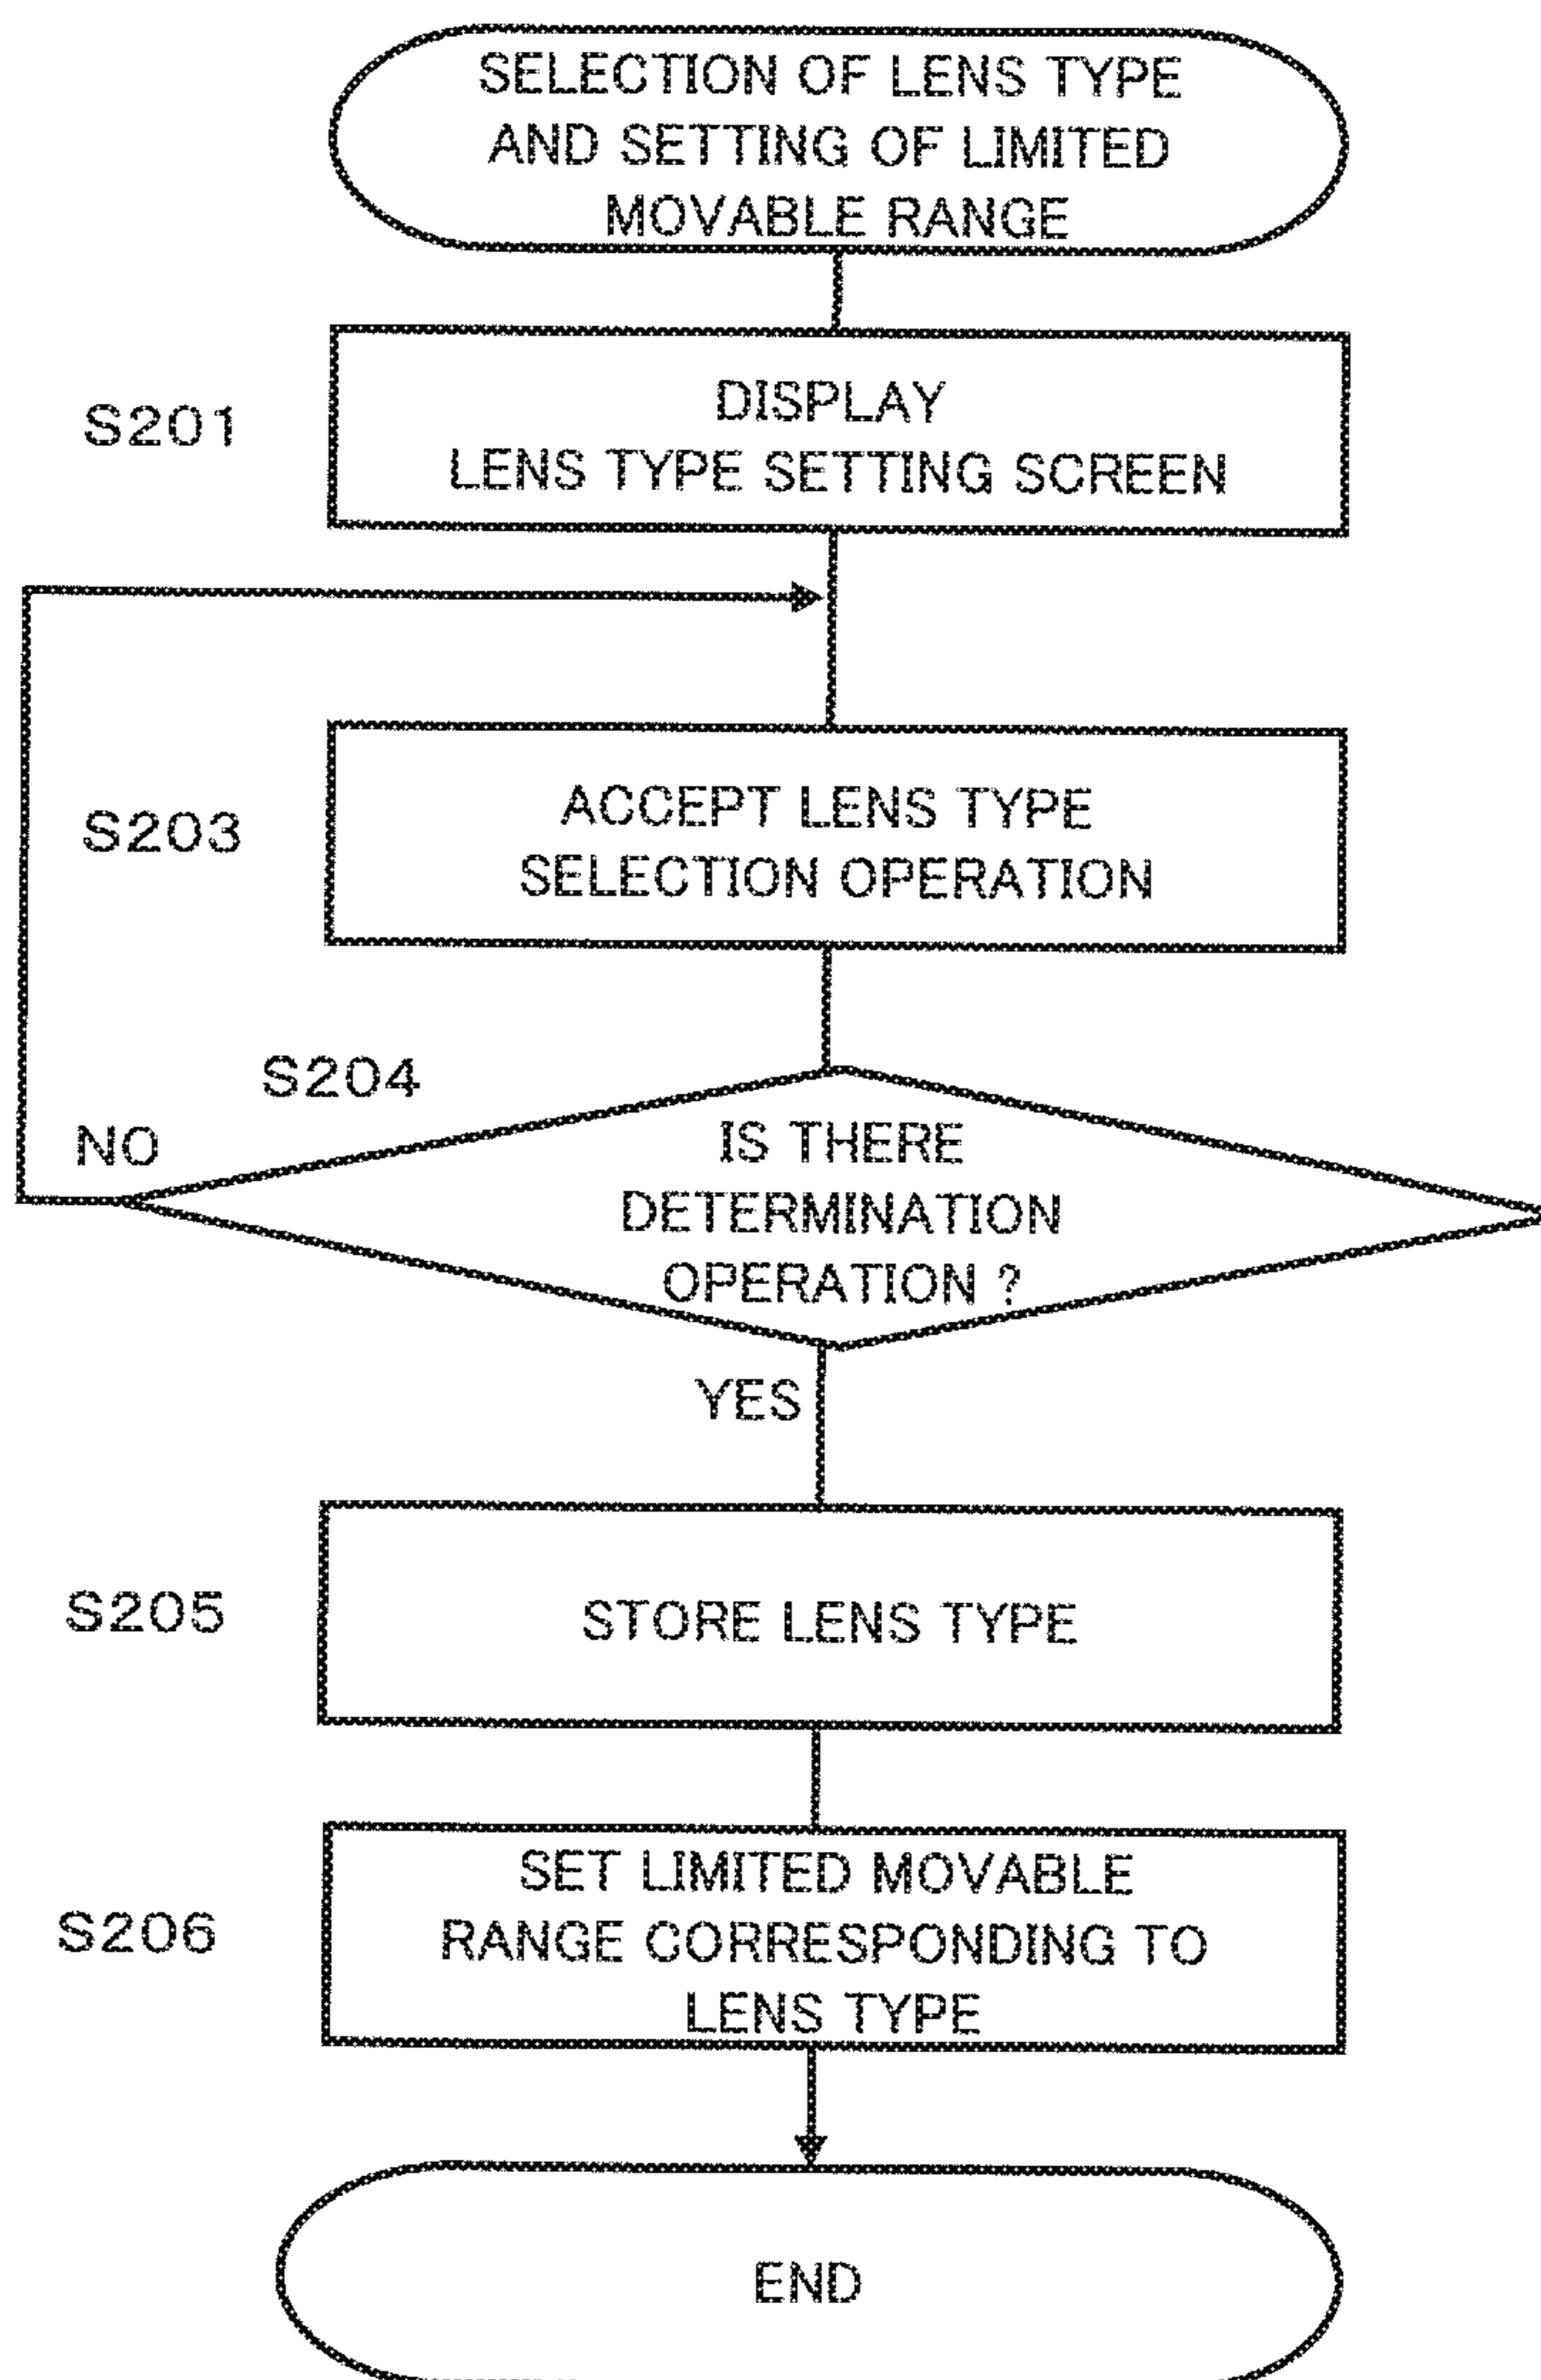 SELECTION OF LENS TYPE
AND SETTING OF LIMITED
MOVABLE RANGE
S201
DISPLAY
LENS TYPE SETTING SCREEN
S203
ACCEPT LENS TYPE
SELECTION OPERATION
S204
NO
IS THERE
DETERMINATION
OPERATION ?
YES
S205
STORE LENS TYPE
S206
SET LIMITED MOVABLE
RANGE CORRESPONDING TO
LENS TYPE
END